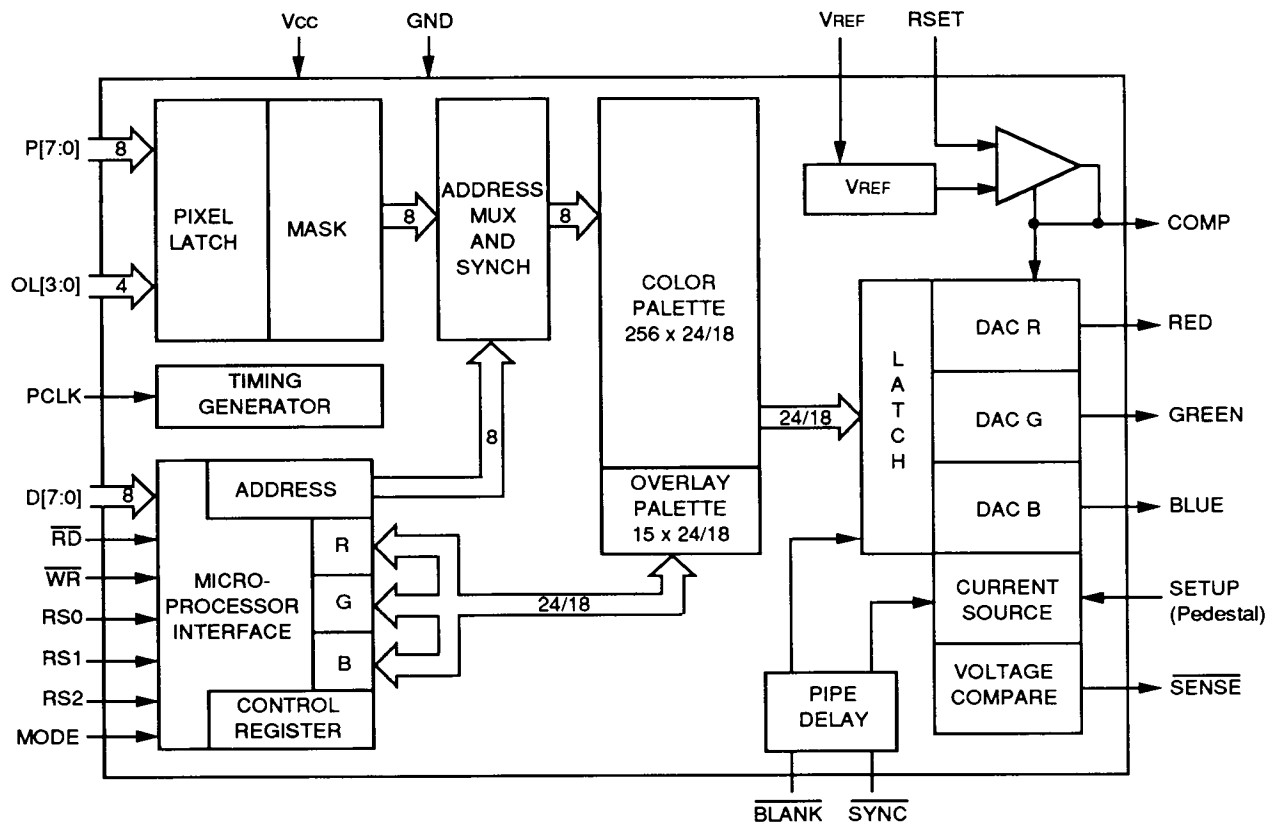 Vcc
GND
VREF
RSET
P[7:0]
8
OL[3:0]
4
PIXEL
LATCH
MASK
8
ADDRESS
MUX
AND
SYNCH
8
COLOR
PALETTE
256 x 24/18
VREF
COMP
PCLK
TIMING
GENERATOR
8
24/18
LATCH
DAC R
RED
DAC G
GREEN
DAC B
BLUE
OVERLAY
PALETTE
15 x 24/18
D[7:0]
8
RD
WR
RS0
RS1
RS2
MODE
ADDRESS
MICRO-
PROCESSOR
INTERFACE
R
G
B
CONTROL
REGISTER
24/18
CURRENT
SOURCE
SETUP
(Pedestal)
VOLTAGE
COMPARE
SENSE
PIPE
DELAY
BLANK
SYNC